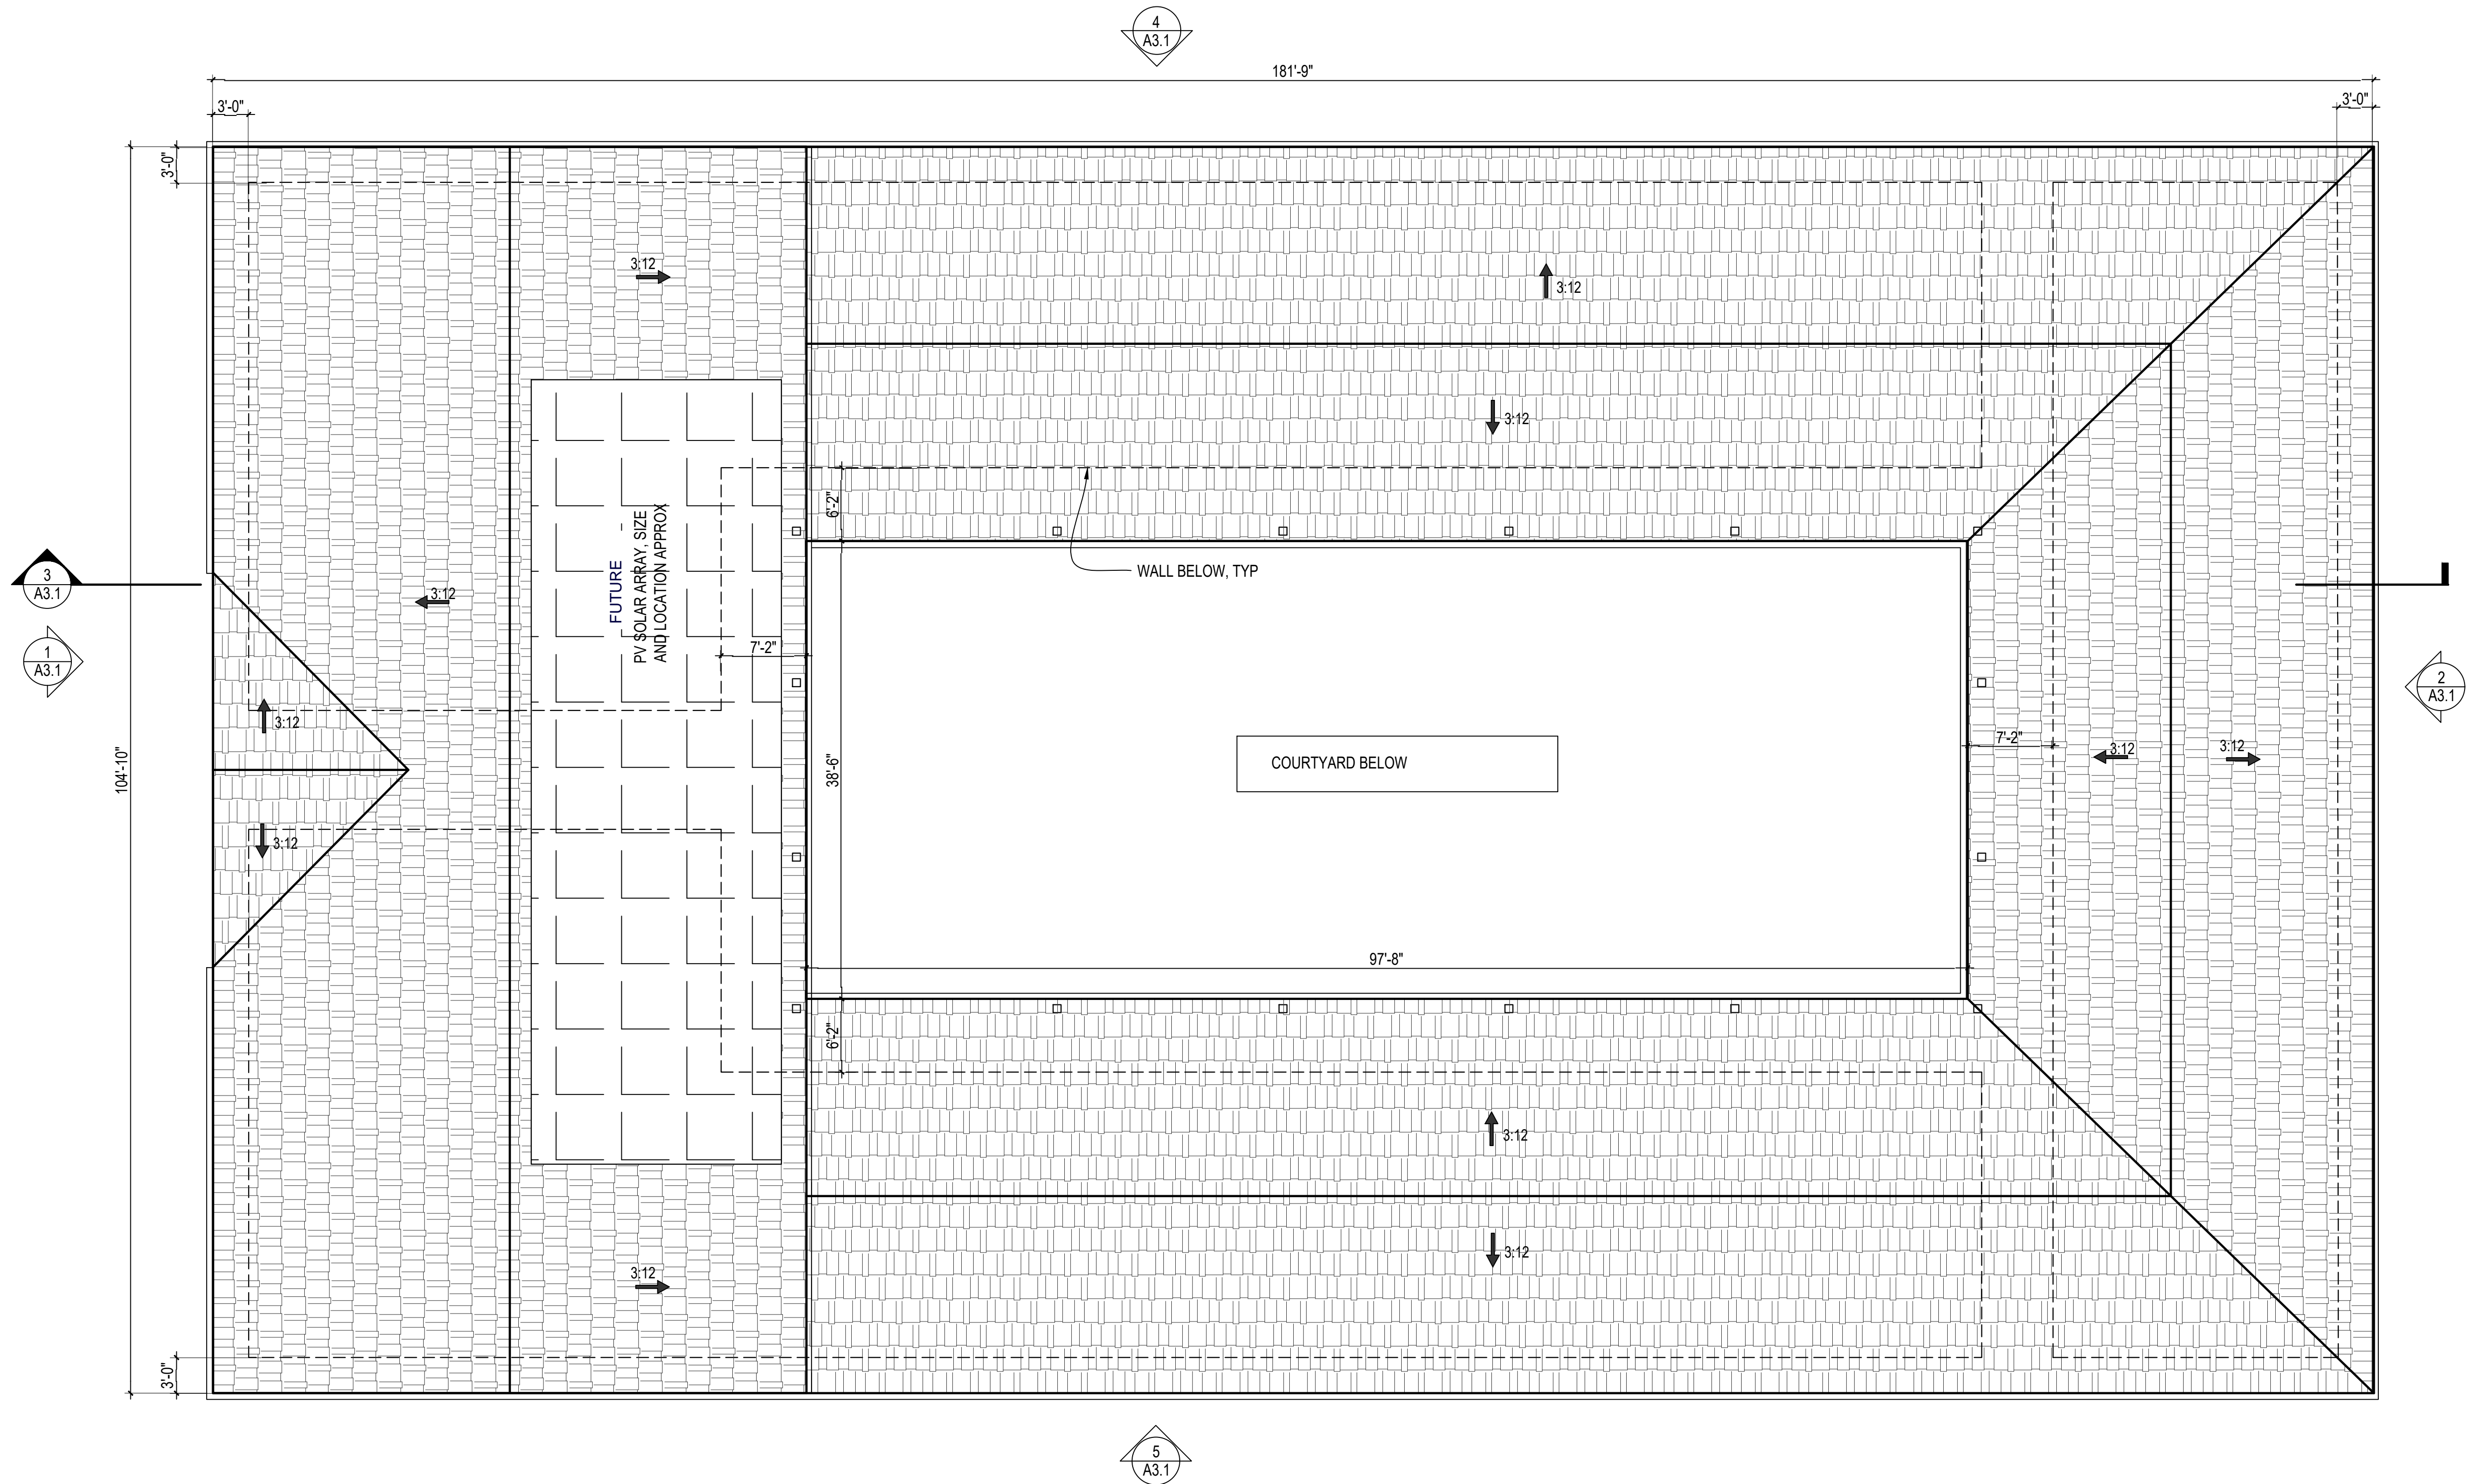 4
A3.1
181'-9"
3'-0"
3'-0"
3'-0"
3:12
3:12
3:12
6'-2"
FUTURE
PV SOLAR ARRAY, SIZE
AND LOCATION APPROX
WALL BELOW, TYP
3
A3.1
3:12
1
A3.1
7'-2"
2
A3.1
3:12
38'-6"
COURTYARD BELOW
7'-2"
3:12
3:12
104'-10"
3:12
97'-8"
6'-2"
3:12
3:12
3:12
3'-0"
5
A3.1